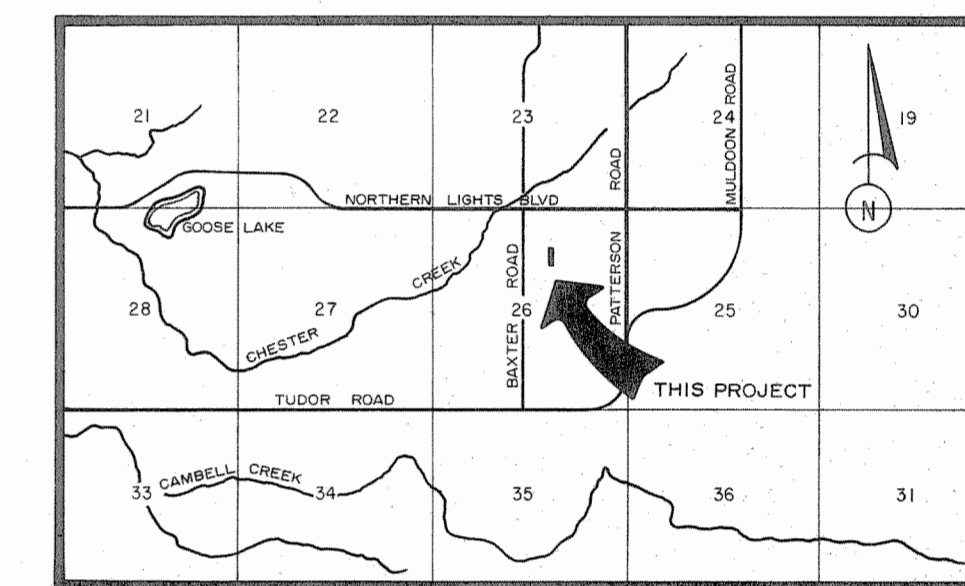 21 22 23 24 19
MULDOON ROAD
PATTERSON ROAD
NORTHERN LIGHTS BLVD
N
GOOSE LAKE
BAXTER ROAD
CHESTER CREEK
28 27 26 25 30
THIS PROJECT
TUDOR ROAD
CAMBELL CREEK
33 34 35 36 31